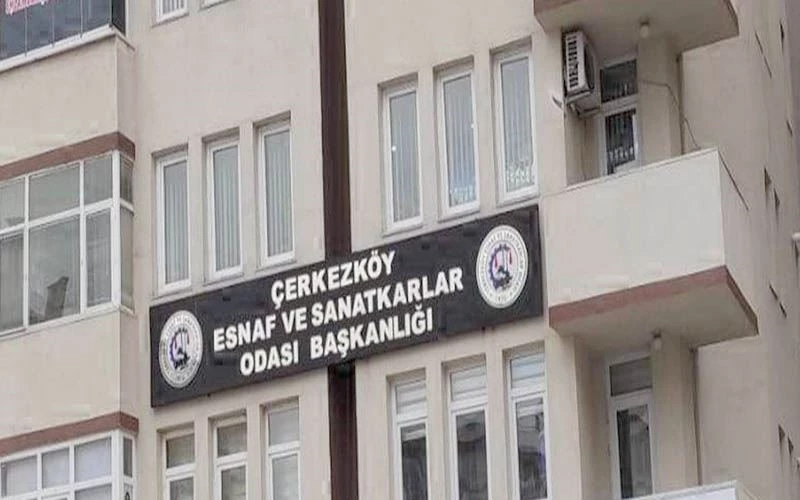 ÇERKEZKÖY
ESNAF VE SANATKARLAR
ODASI BAŞKANLIĞI